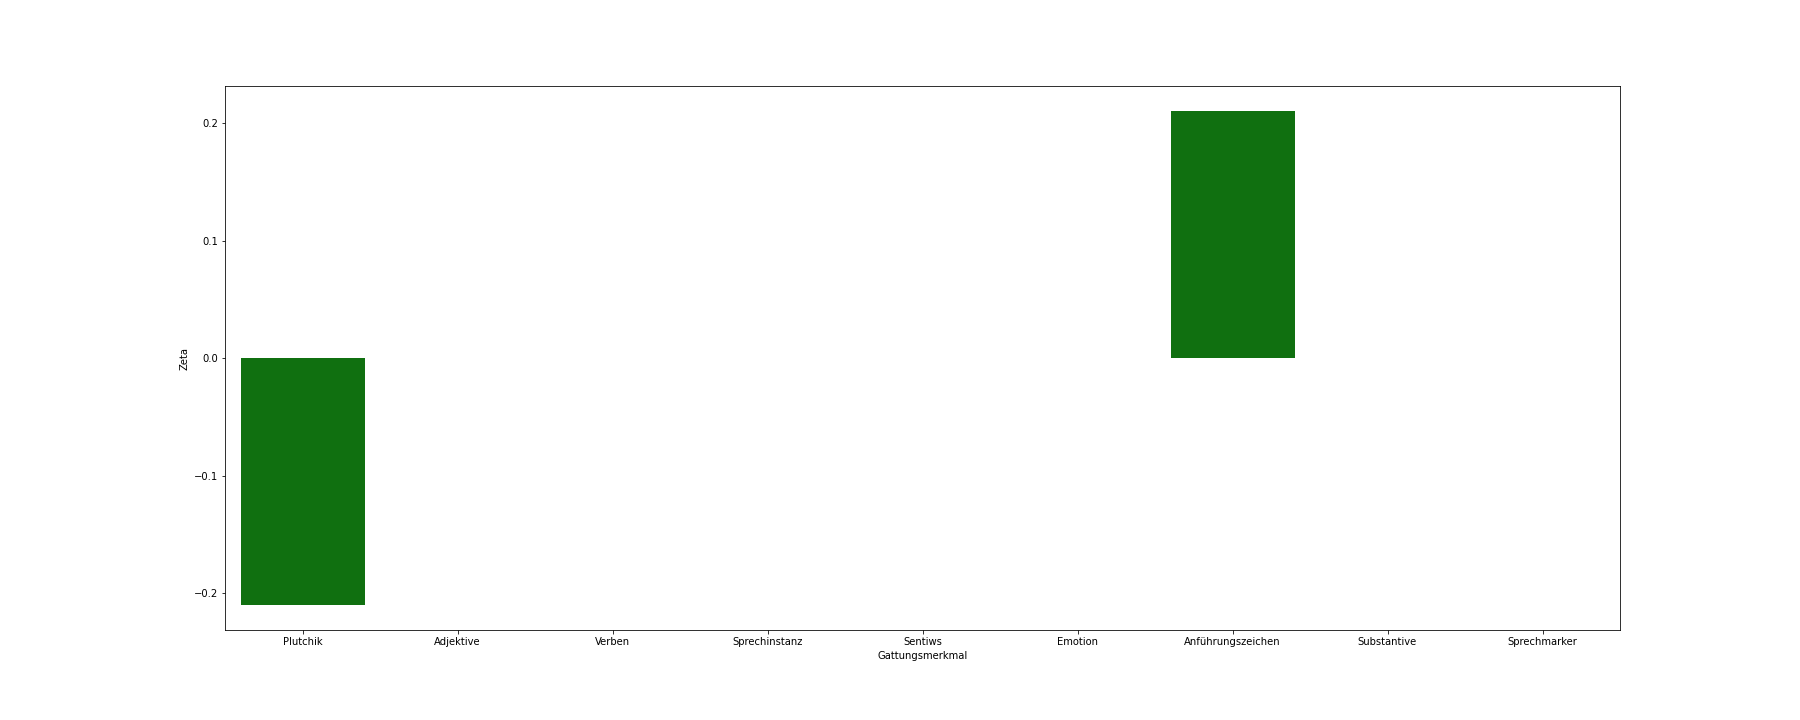 0.2
0.1
0.0
−0.1
−0.2
Zeta
Plutchik Adjektive Verben Sprechinstanz Sentiws Emotion Anführungszeichen Substantive Sprechmarker
Gattungsmerkmal